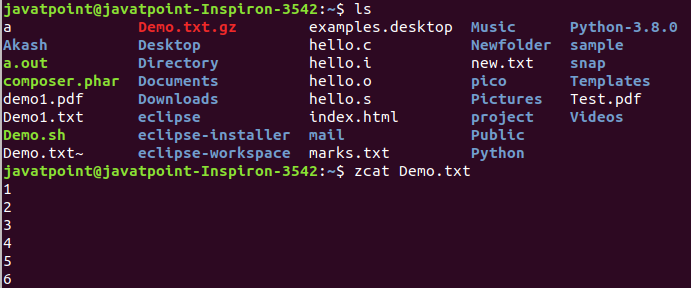 javatpoint@javatpoint-Inspiron-3542:~$ ls
a Demo.txt.gz examples.desktop Music Python-3.8.0
Akash Desktop hello.c Newfolder sample
a.out Directory hello.i new.txt snap
composer.phar Documents hello.o pico Templates
demo1.pdf Downloads hello.s Pictures Test.pdf
Demo1.txt eclipse index.html project Videos
Demo.sh eclipse-installer mail Public
Demo.txt~ eclipse-workspace marks.txt Python
javatpoint@javatpoint-Inspiron-3542:~$ zcat Demo.txt
1
2
3
4
5
6